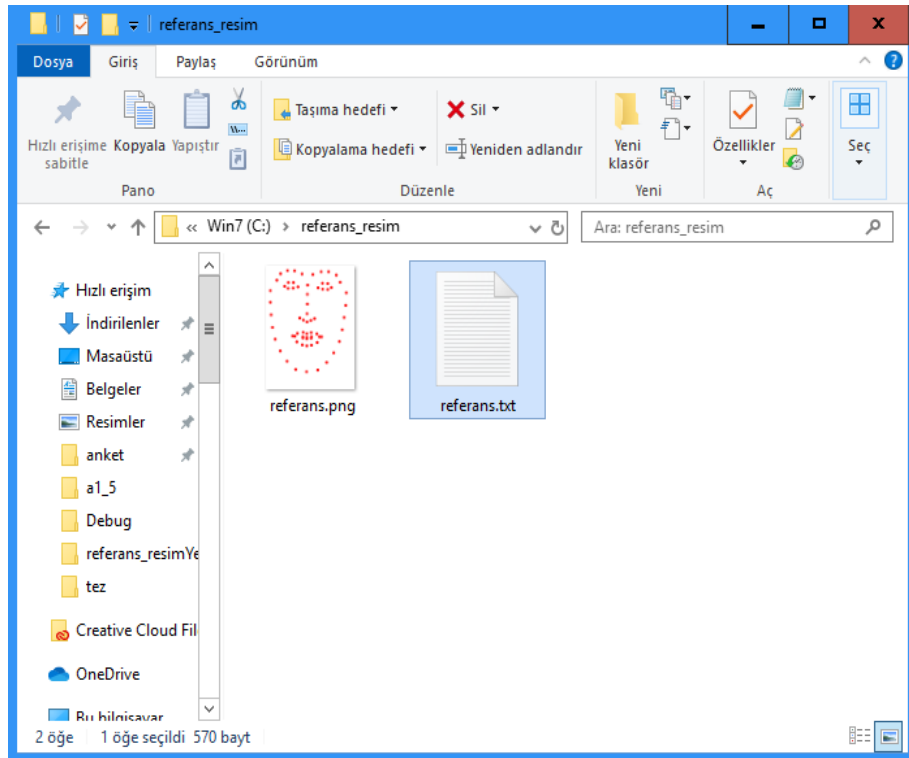 referans_resim
Dosya Giriş Paylaş Görünüm
Hızlı erişime sabitle
Kopyala
Yapıştır
Taşıma hedefi
Kopyalama hedefi
Sil
Yeniden adlandır
Yeni klasör
Özellikler
Seç
Pano Düzenle Yeni Aç
« Win7 (C:) › referans_resim
Ara: referans_resim
Hızlı erişim
İndirilenler
Masaüstü
Belgeler
Resimler
anket
a1_5
Debug
referans_resimYe
tez
Creative Cloud Fil
OneDrive
Bu bilgisayar
referans.png
referans.txt
2 öğe 1 öğe seçildi 570 bayt